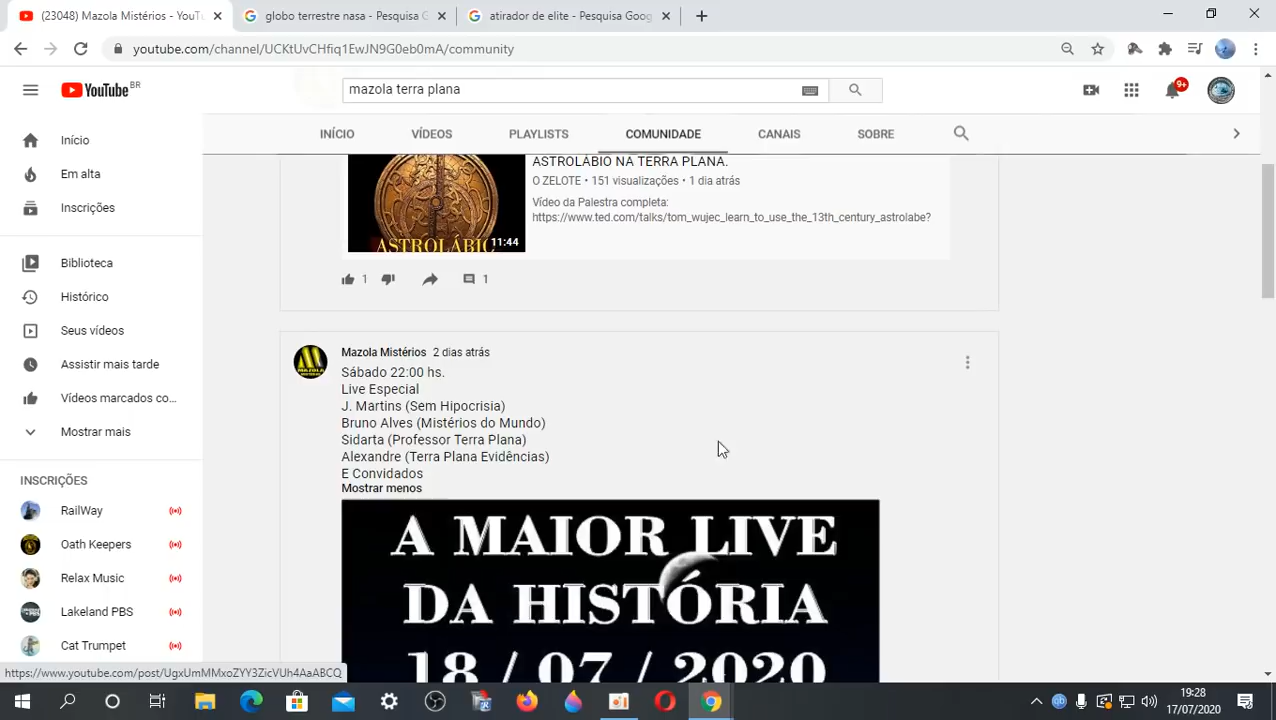 (23048) Mazola Mistérios - YouT
globo terrestre nasa - Pesquisa G
atirador de elite - Pesquisa Goog
youtube.com/channel/UCKtUvCHfiq1EwJN9G0eb0mA/community
YouTube BR
mazola terra plana
9+
INÍCIO
VÍDEOS
PLAYLISTS
COMUNIDADE
CANAIS
SOBRE
Início
Em alta
Inscrições
Biblioteca
Histórico
Seus vídeos
Assistir mais tarde
Vídeos marcados co...
Mostrar mais
INSCRIÇÕES
RailWay
Oath Keepers
Relax Music
Lakeland PBS
Cat Trumpet
ASTROLÁBIO NA TERRA PLANA.
O ZELOTE • 151 visualizações • 1 dia atrás
Vídeo da Palestra completa:
https://www.ted.com/talks/tom_wujec_learn_to_use_the_13th_century_astrolabe?
ASTROLÁBIO
11:44
1
1
Mazola Mistérios 2 dias atrás
Sábado 22:00 hs.
Live Especial
J. Martins (Sem Hipocrisia)
Bruno Alves (Mistérios do Mundo)
Sidarta (Professor Terra Plana)
Alexandre (Terra Plana Evidências)
E Convidados
Mostrar menos
A MAIOR LIVE
DA HISTÓRIA
18 / 07 / 2020
https://www.youtube.com/post/UgxUmMMxoZYY3ZicVUh4AaABCQ
19:28
17/07/2020